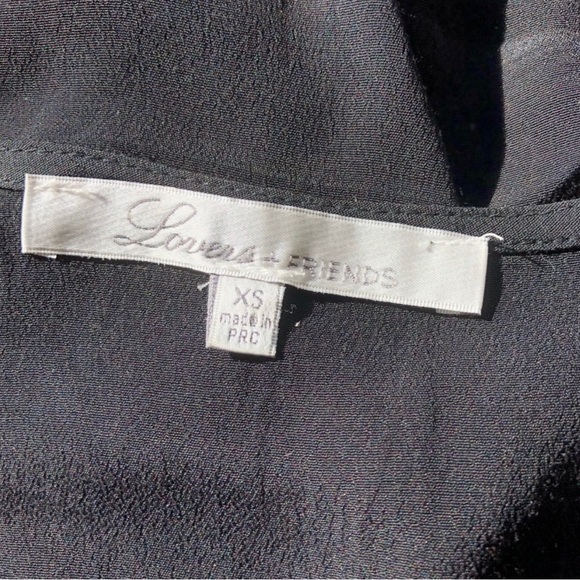 Lovers + FRIENDS
XS
made in
PRC